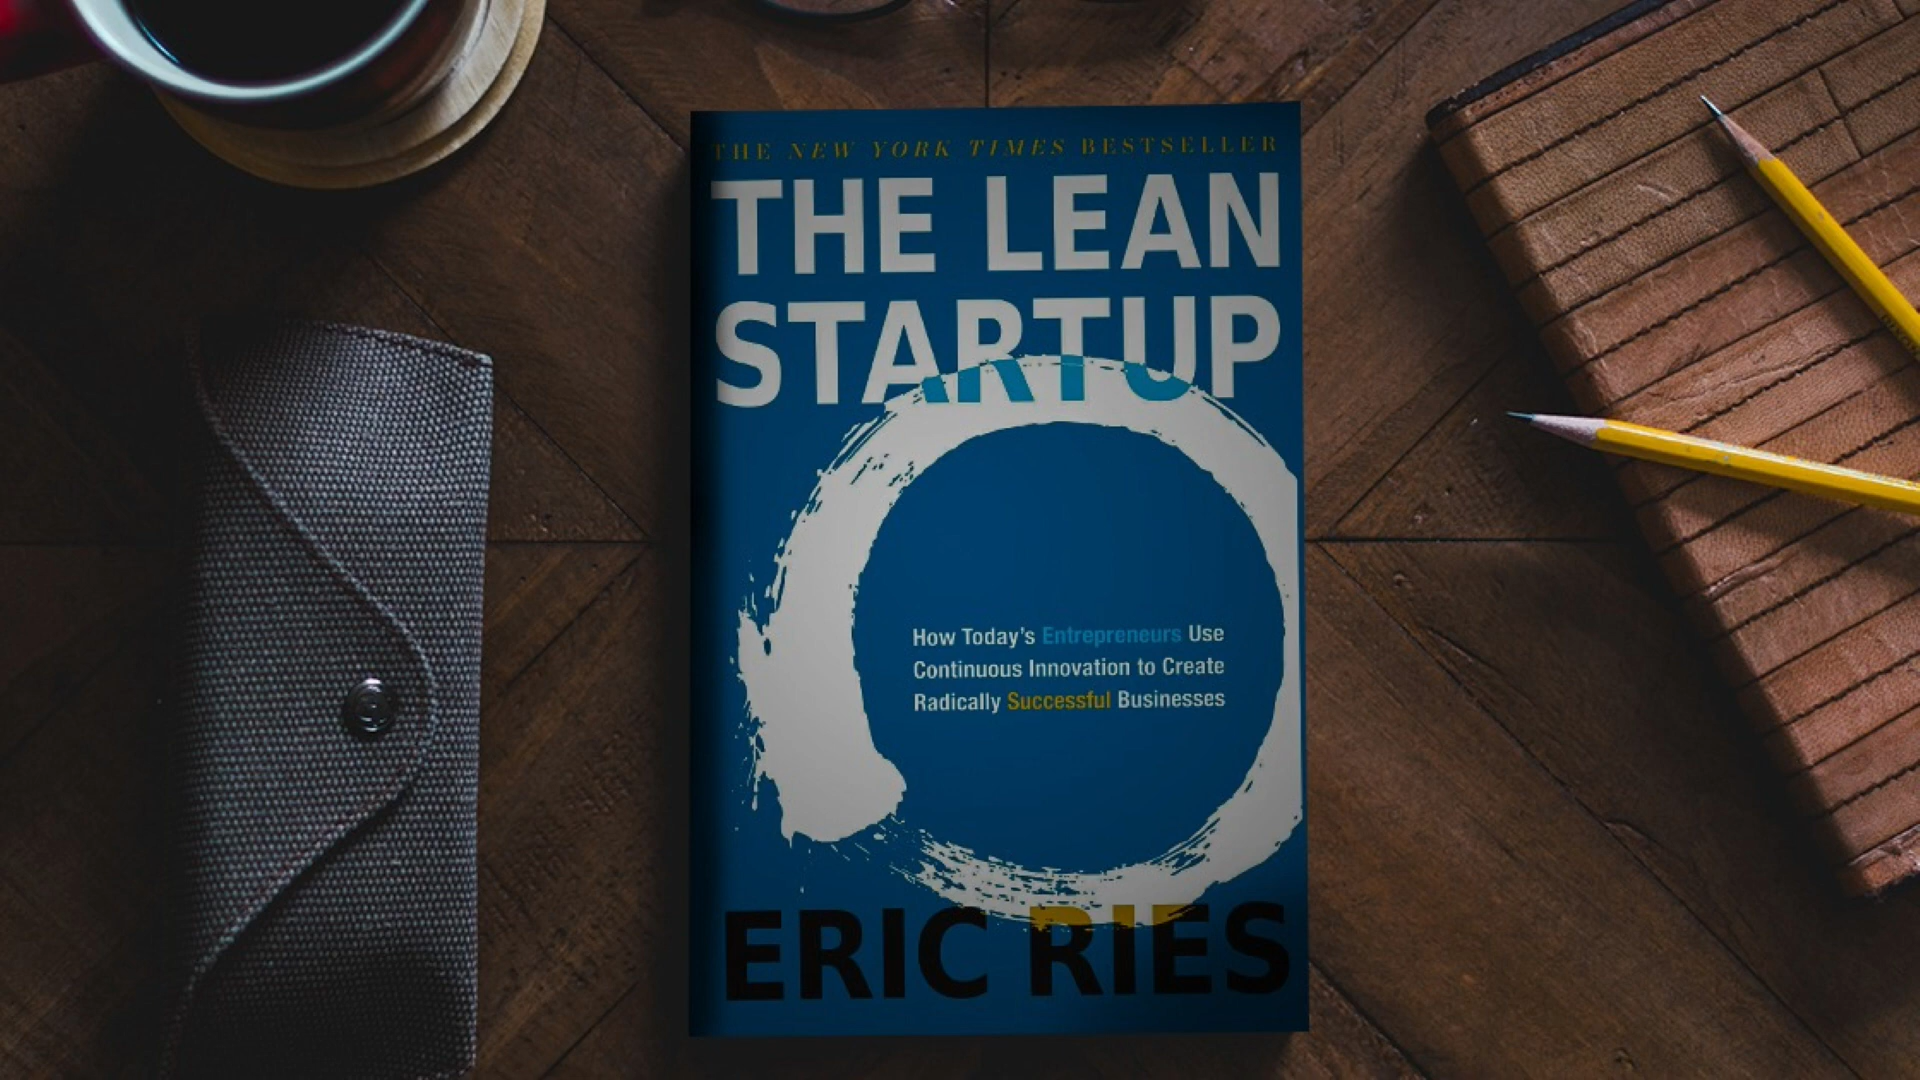 THE NEW YORK TIMES BESTSELLER
THE LEAN
STARTUP
How Today's Entrepreneurs Use
Continuous Innovation to Create
Radically Successful Businesses
ERIC RIES